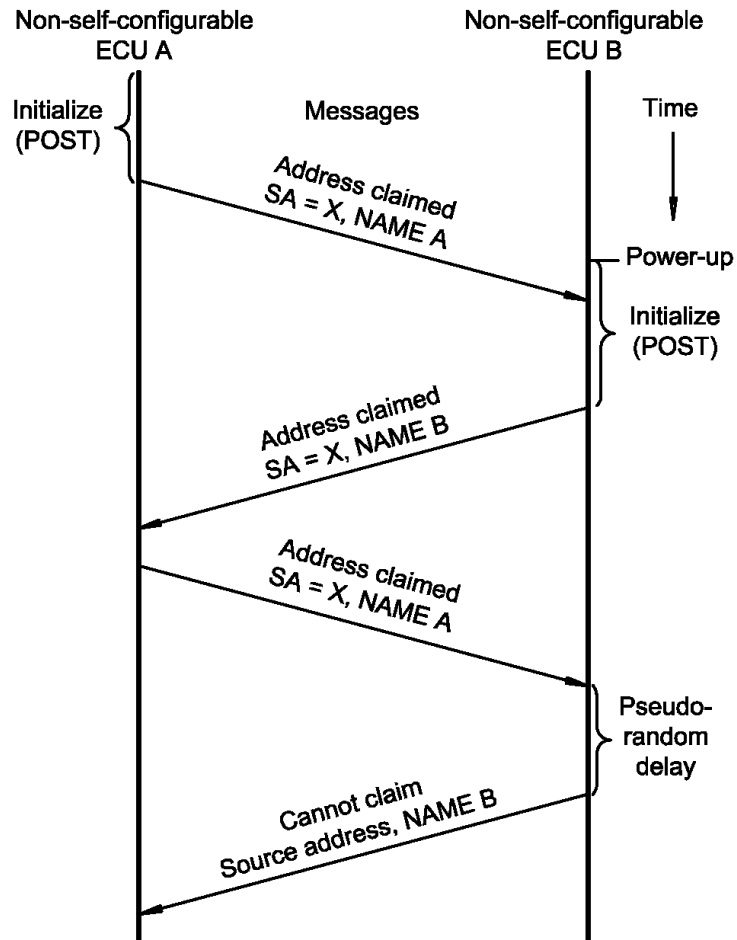 Non-self-configurable
ECU A
Non-self-configurable
ECU B
Initialize
(POST)
Messages
Time
Address claimed
SA = X, NAME A
Power-up
Initialize
(POST)
Address claimed
SA = X, NAME B
Address claimed
SA = X, NAME A
Pseudo-
random
delay
Cannot claim
Source address, NAME B